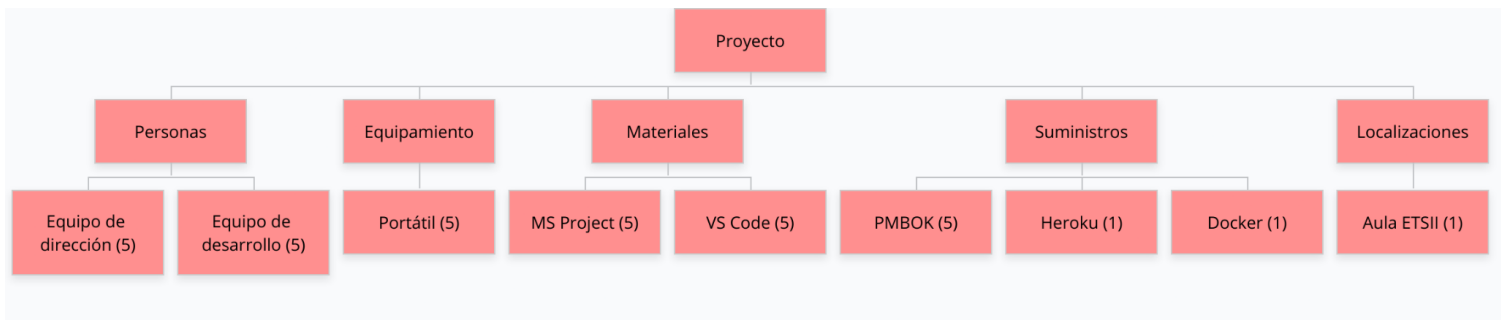 Proyecto
Personas
Equipamiento
Materiales
Suministros
Localizaciones
Equipo de
dirección (5)
Equipo de
desarrollo (5)
Portátil (5)
MS Project (5)
VS Code (5)
PMBOK (5)
Heroku (1)
Docker (1)
Aula ETSII (1)